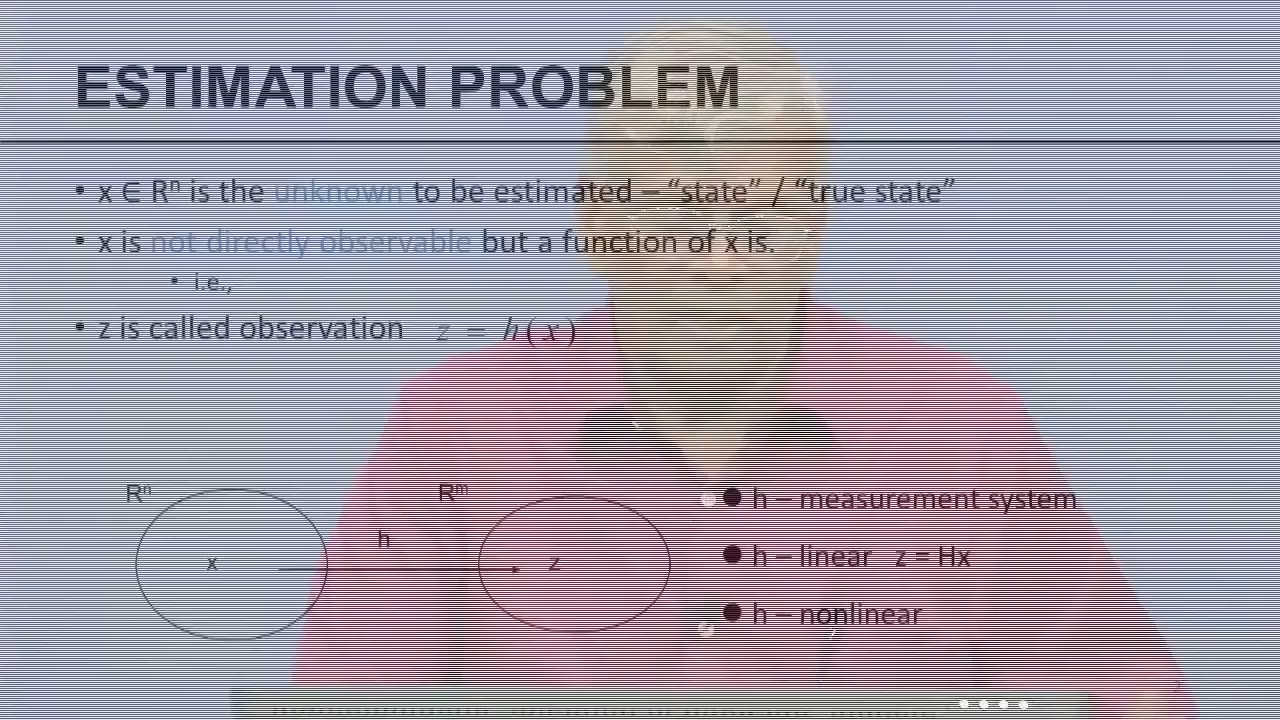 ESTIMATION PROBLEM
• x ∈ Rⁿ is the unknown to be estimated – “state” / “true state”
• x is not directly observable but a function of x is.
• i.e.,
• z is called observation z = h ( x )
Rⁿ
Rᵐ
h
x
z
● h – measurement system
● h – linear z = Hx
● h – nonlinear
2